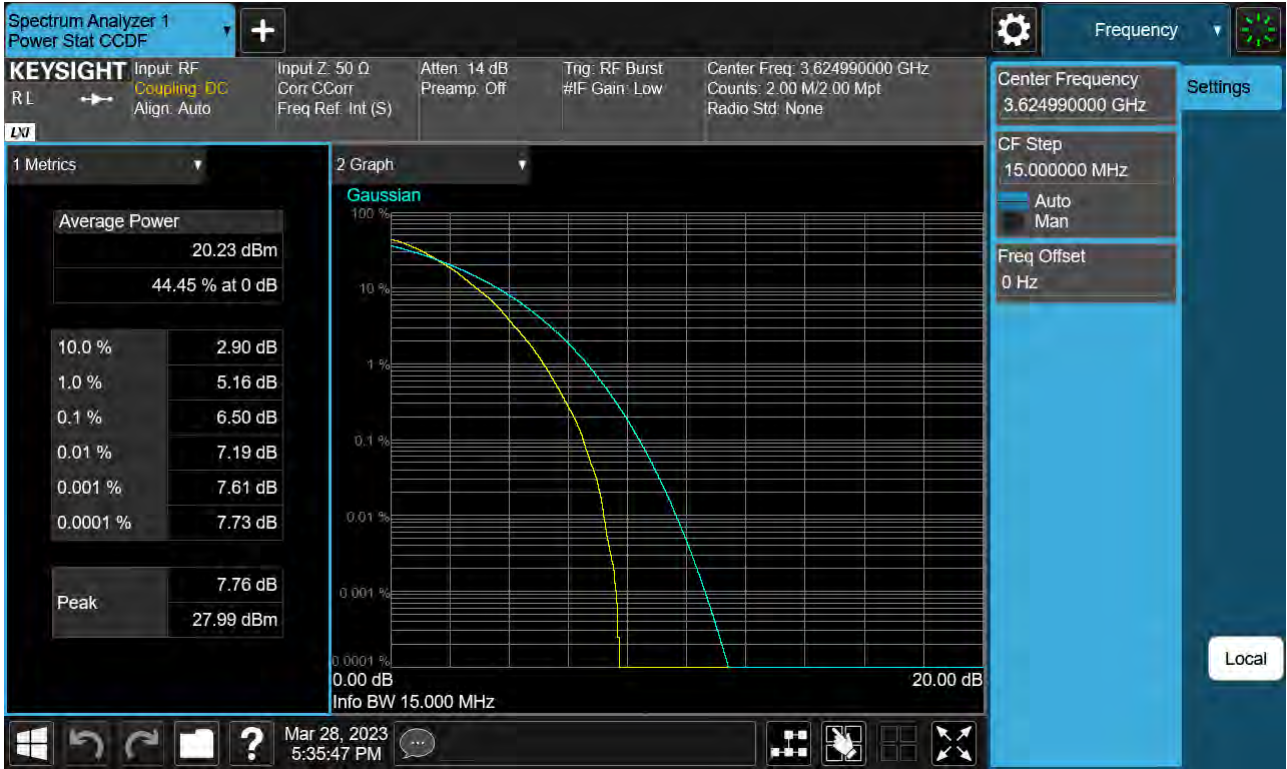 Spectrum Analyzer 1
Power Stat CCDF
+
Frequency
KEYSIGHT
RL
LXI
Input: RF
Coupling: DC
Align: Auto
Input Z: 50 Ω
Corr CCorr
Freq Ref: Int (S)
Atten: 14 dB
Preamp: Off
Trig: RF Burst
#IF Gain: Low
Center Freq: 3.624990000 GHz
Counts: 2.00 M/2.00 Mpt
Radio Std: None
1 Metrics
Average Power
20.23 dBm
44.45 % at 0 dB
10.0 % 2.90 dB
1.0 % 5.16 dB
0.1 % 6.50 dB
0.01 % 7.19 dB
0.001 % 7.61 dB
0.0001 % 7.73 dB
Peak
7.76 dB
27.99 dBm
2 Graph
Gaussian
100 %
10 %
1 %
0.1 %
0.01 %
0.001 %
0.0001 %
0.00 dB 20.00 dB
Info BW 15.000 MHz
Center Frequency
3.624990000 GHz
CF Step
15.000000 MHz
Auto
Man
Freq Offset
0 Hz
Settings
Local
?
Mar 28, 2023
5:35:47 PM